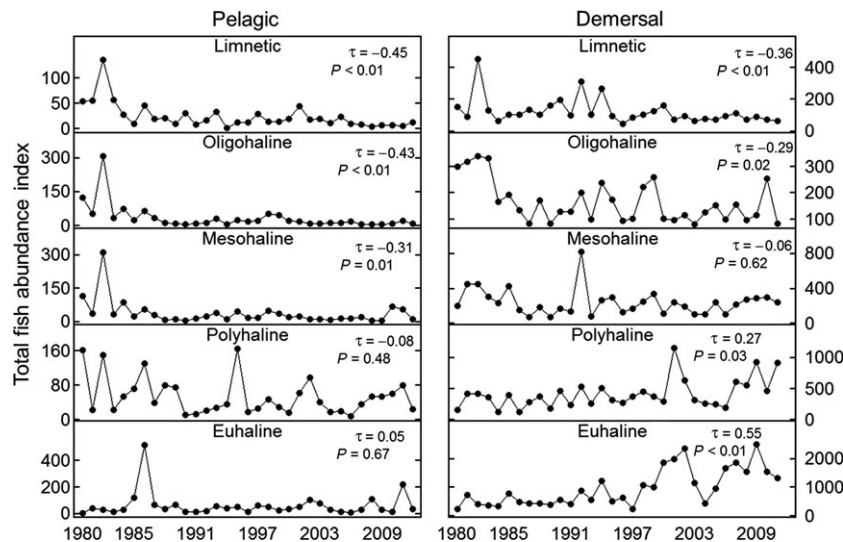 Pelagic
Demersal
Total fish abundance index
Limnetic
τ = −0.45
P < 0.01
100
50
0
Oligohaline
τ = −0.43
P < 0.01
300
150
0
Mesohaline
τ = −0.31
P = 0.01
300
150
0
Polyhaline
τ = −0.08
P = 0.48
160
80
0
Euhaline
τ = 0.05
P = 0.67
400
200
0
1980 1985 1991 1997 2003 2009
Limnetic
τ = −0.36
P < 0.01
400
200
0
Oligohaline
τ = −0.29
P = 0.02
300
200
100
Mesohaline
τ = −0.06
P = 0.62
800
400
0
Polyhaline
τ = 0.27
P = 0.03
1000
500
0
Euhaline
τ = 0.55
P < 0.01
2000
1000
0
1980 1985 1991 1997 2003 2009